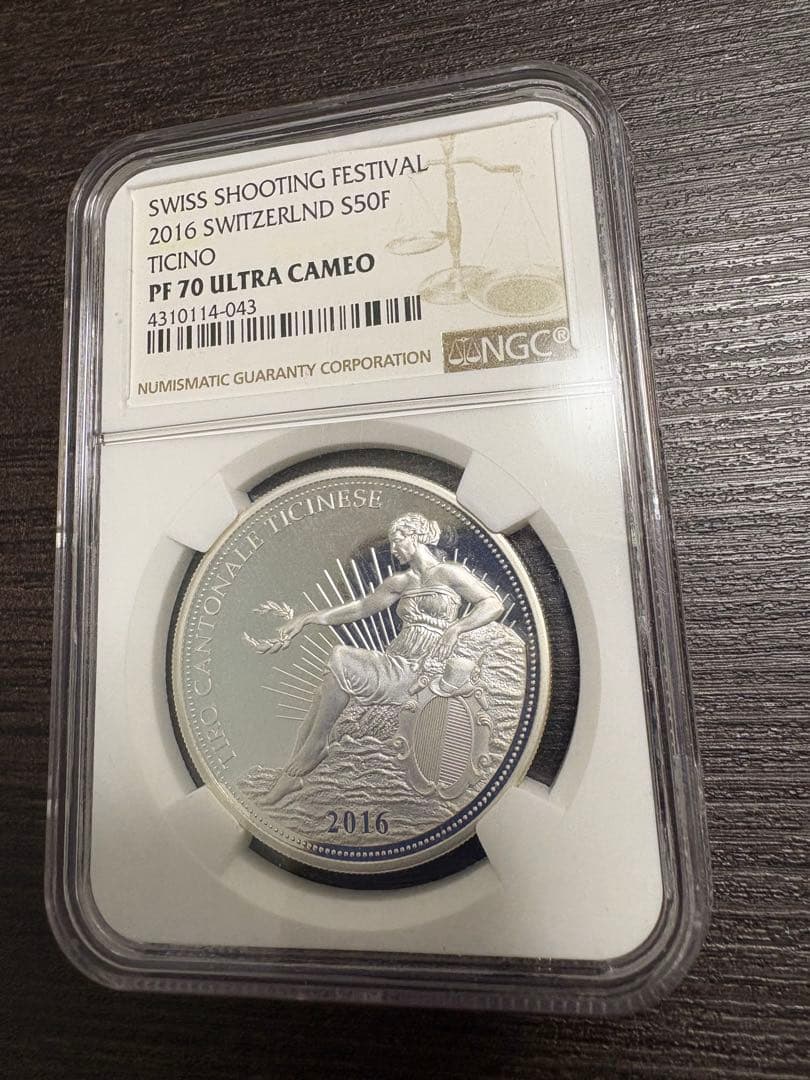 SWISS SHOOTING FESTIVAL
2016 SWITZERLND S50F
TICINO
PF 70 ULTRA CAMEO
4310114-043
NUMISMATIC GUARANTY CORPORATION
NGC®
TIRO CANTONALE TICINESE
2016